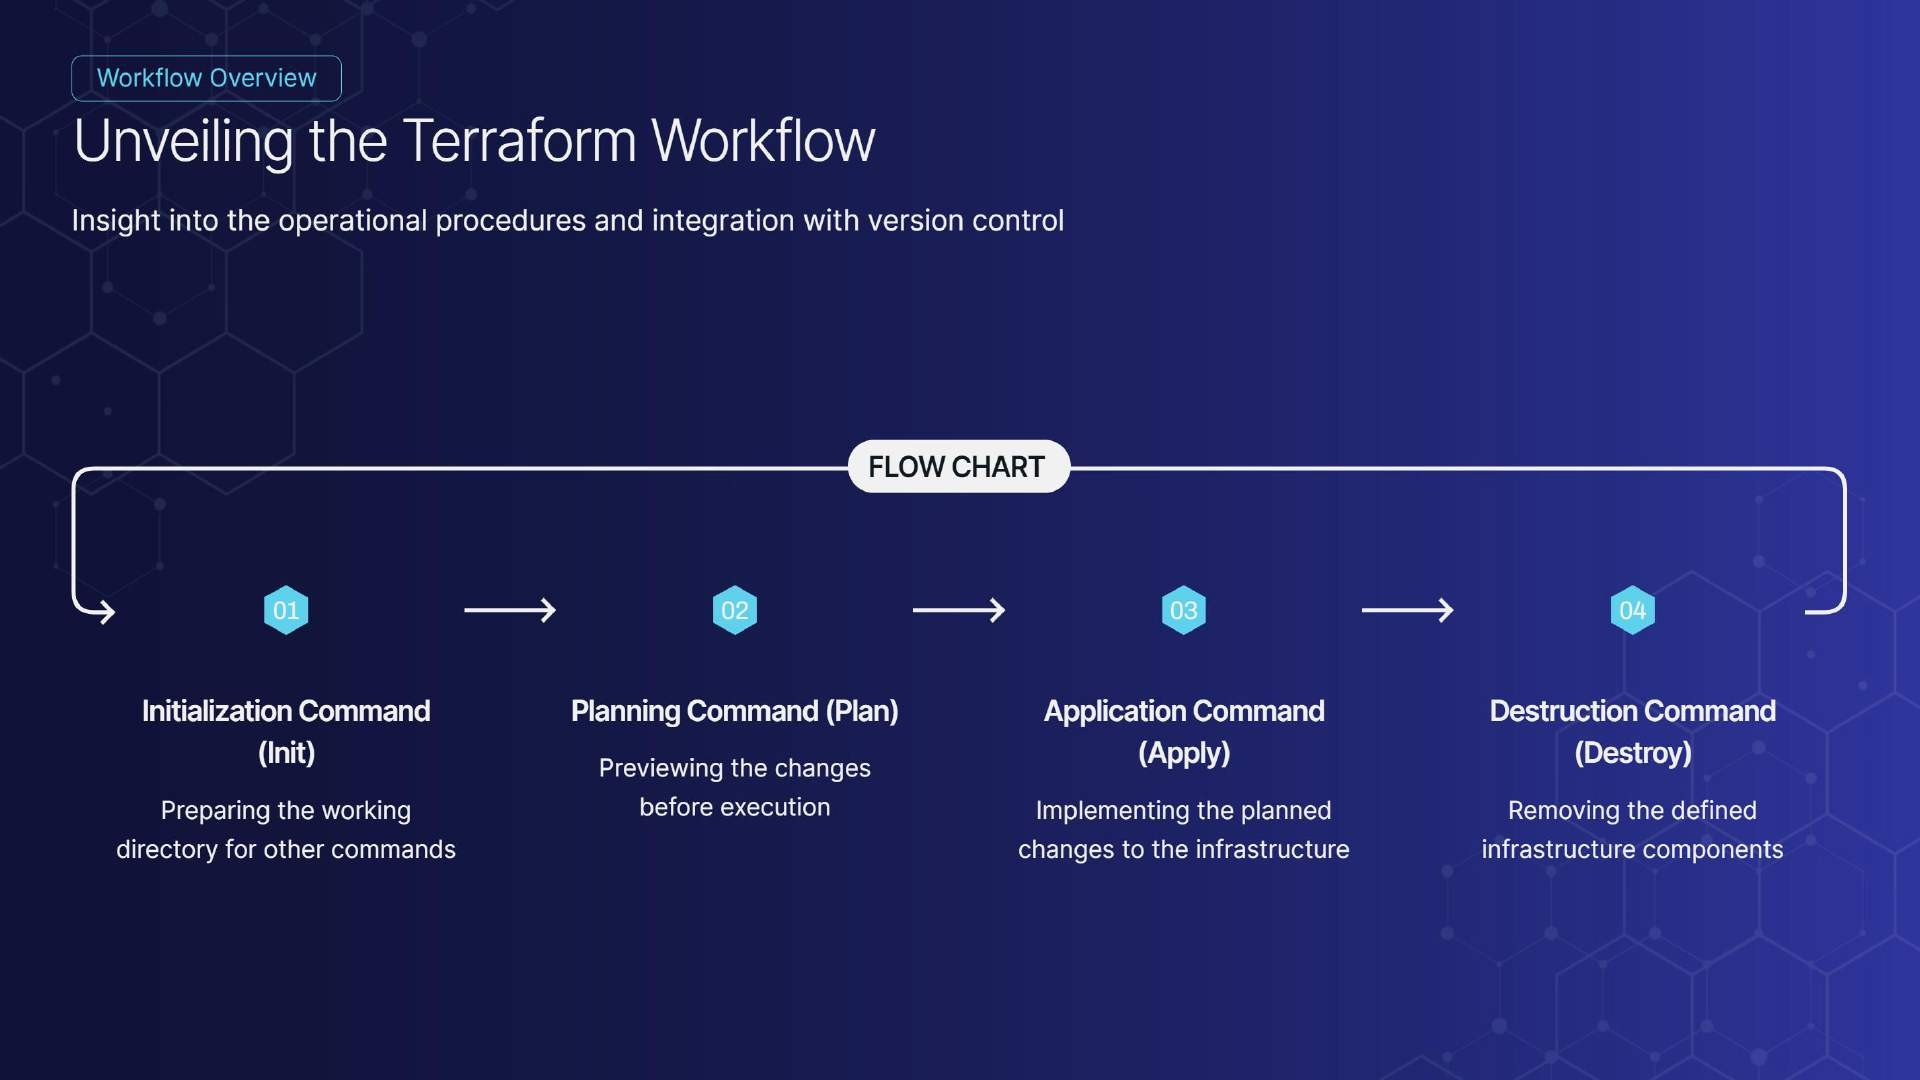 Workflow Overview
Unveiling the Terraform Workflow
Insight into the operational procedures and integration with version control
FLOW CHART
01
Initialization Command
(Init)
Preparing the working
directory for other commands
02
Planning Command (Plan)
Previewing the changes
before execution
03
Application Command
(Apply)
Implementing the planned
changes to the infrastructure
04
Destruction Command
(Destroy)
Removing the defined
infrastructure components